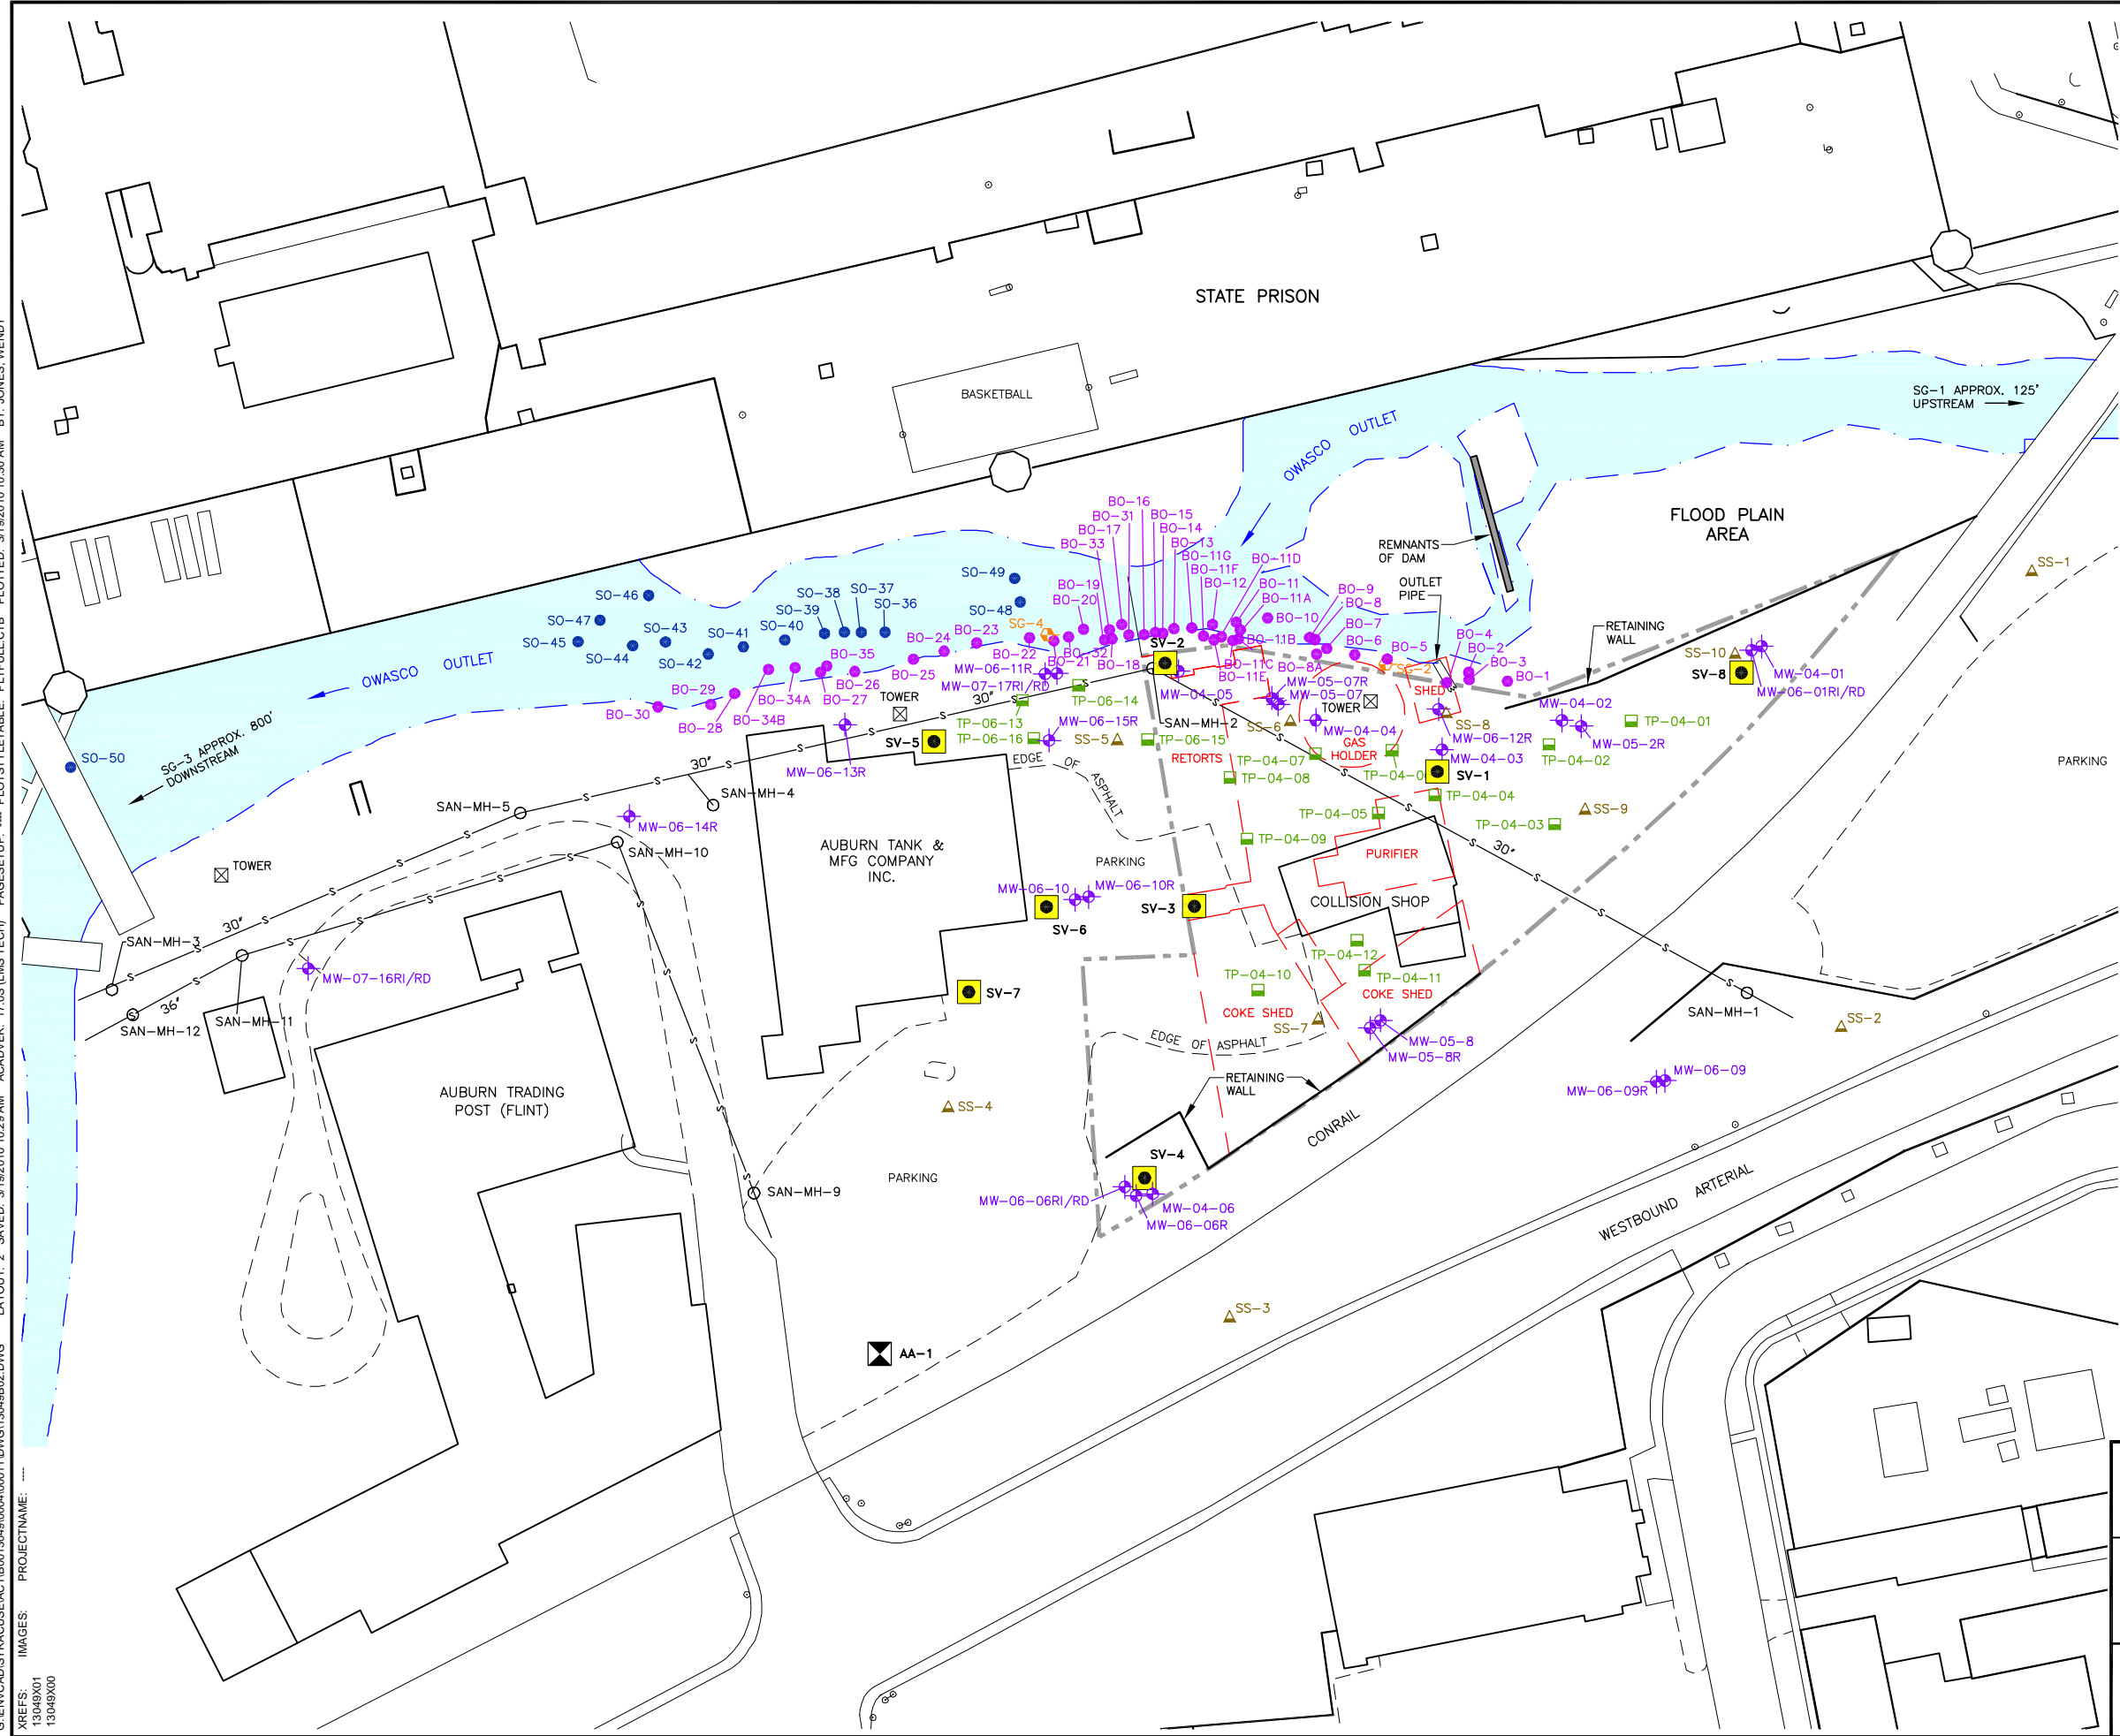 STATE PRISON
BASKETBALL
SG-1 APPROX. 125'
UPSTREAM
OWASCO OUTLET
FLOOD PLAIN
AREA
REMNANTS
OF DAM
OUTLET
PIPE
RETAINING
WALL
BO-16
BO-31
BO-15
BO-17
BO-14
BO-33
BO-13
BO-11G
BO-11D
BO-11F
BO-12
BO-11
BO-11A
BO-19
BO-20
BO-10
BO-9
BO-8
BO-7
BO-6
BO-5
BO-4
BO-2
BO-3
BO-1
BO-11B
BO-11C
BO-11E
BO-8A
BO-18
BO-32
BO-21
BO-22
BO-23
BO-24
BO-25
BO-26
BO-27
BO-35
BO-34A
BO-34B
BO-28
BO-29
BO-30
SO-49
SO-48
SG-4
SO-46
SO-47
SO-45
SO-44
SO-43
SO-42
SO-41
SO-40
SO-39
SO-38
SO-37
SO-36
SO-50
SG-2
SG-3 APPROX. 800'
DOWNSTREAM
OWASCO OUTLET
SS-1
SS-10
SV-8
MW-04-01
MW-06-01RI/RD
MW-04-02
MW-05-2R
TP-04-01
TP-04-02
PARKING
SV-2
MW-06-11R
MW-07-17RI/RD
MW-04-05
MW-05-07R
MW-05-07
TOWER
SHED
SS-8
MW-06-12R
MW-04-03
MW-04-04
SS-6
GAS
HOLDER
SAN-MH-2
30"
TP-06-14
TP-06-13
TP-06-16
MW-06-15R
SS-5
TP-06-15
RETORTS
TP-04-07
TP-04-08
SV-1
TP-04-04
TP-04-05
TP-04-03
SS-9
TP-04-09
TOWER
SV-5
MW-06-13R
30"
SAN-MH-5
SAN-MH-4
MW-06-14R
SAN-MH-10
TOWER
EDGE OF
ASPHALT
AUBURN TANK &
MFG COMPANY
INC.
PARKING
PURIFIER
30"
COLLISION SHOP
MW-06-10
MW-06-10R
SV-6
SV-3
SV-7
TP-04-12
TP-04-11
TP-04-10
COKE SHED
COKE SHED
SS-7
MW-05-8
MW-05-8R
EDGE OF ASPHALT
SAN-MH-1
SS-2
MW-06-09
MW-06-09R
30"
SAN-MH-3
36"
SAN-MH-12
SAN-MH-11
MW-07-16RI/RD
AUBURN TRADING
POST (FLINT)
SS-4
RETAINING
WALL
CONRAIL
SV-4
MW-06-06RI/RD
MW-04-06
MW-06-06R
SAN-MH-9
PARKING
WESTBOUND ARTERIAL
SS-3
AA-1
XREFS:
13049X01
13049X00
IMAGES:
PROJECTNAME: ----